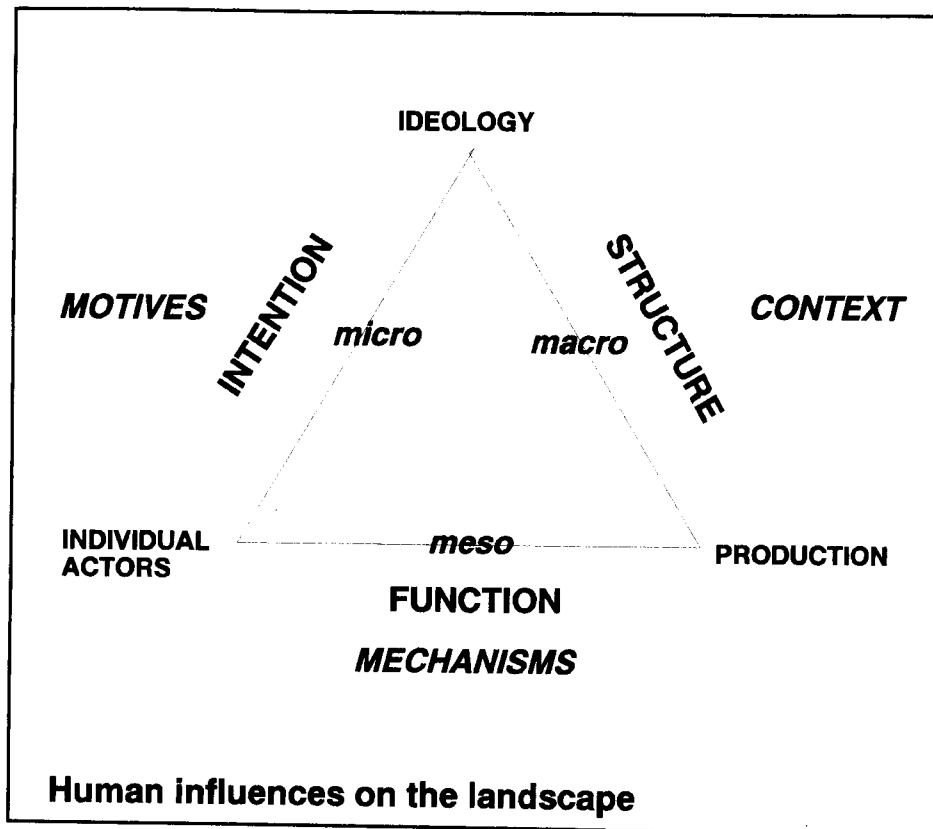 IDEOLOGY
INTENTION
STRUCTURE
MOTIVES
CONTEXT
micro
macro
INDIVIDUAL
ACTORS
meso
PRODUCTION
FUNCTION
MECHANISMS
Human influences on the landscape